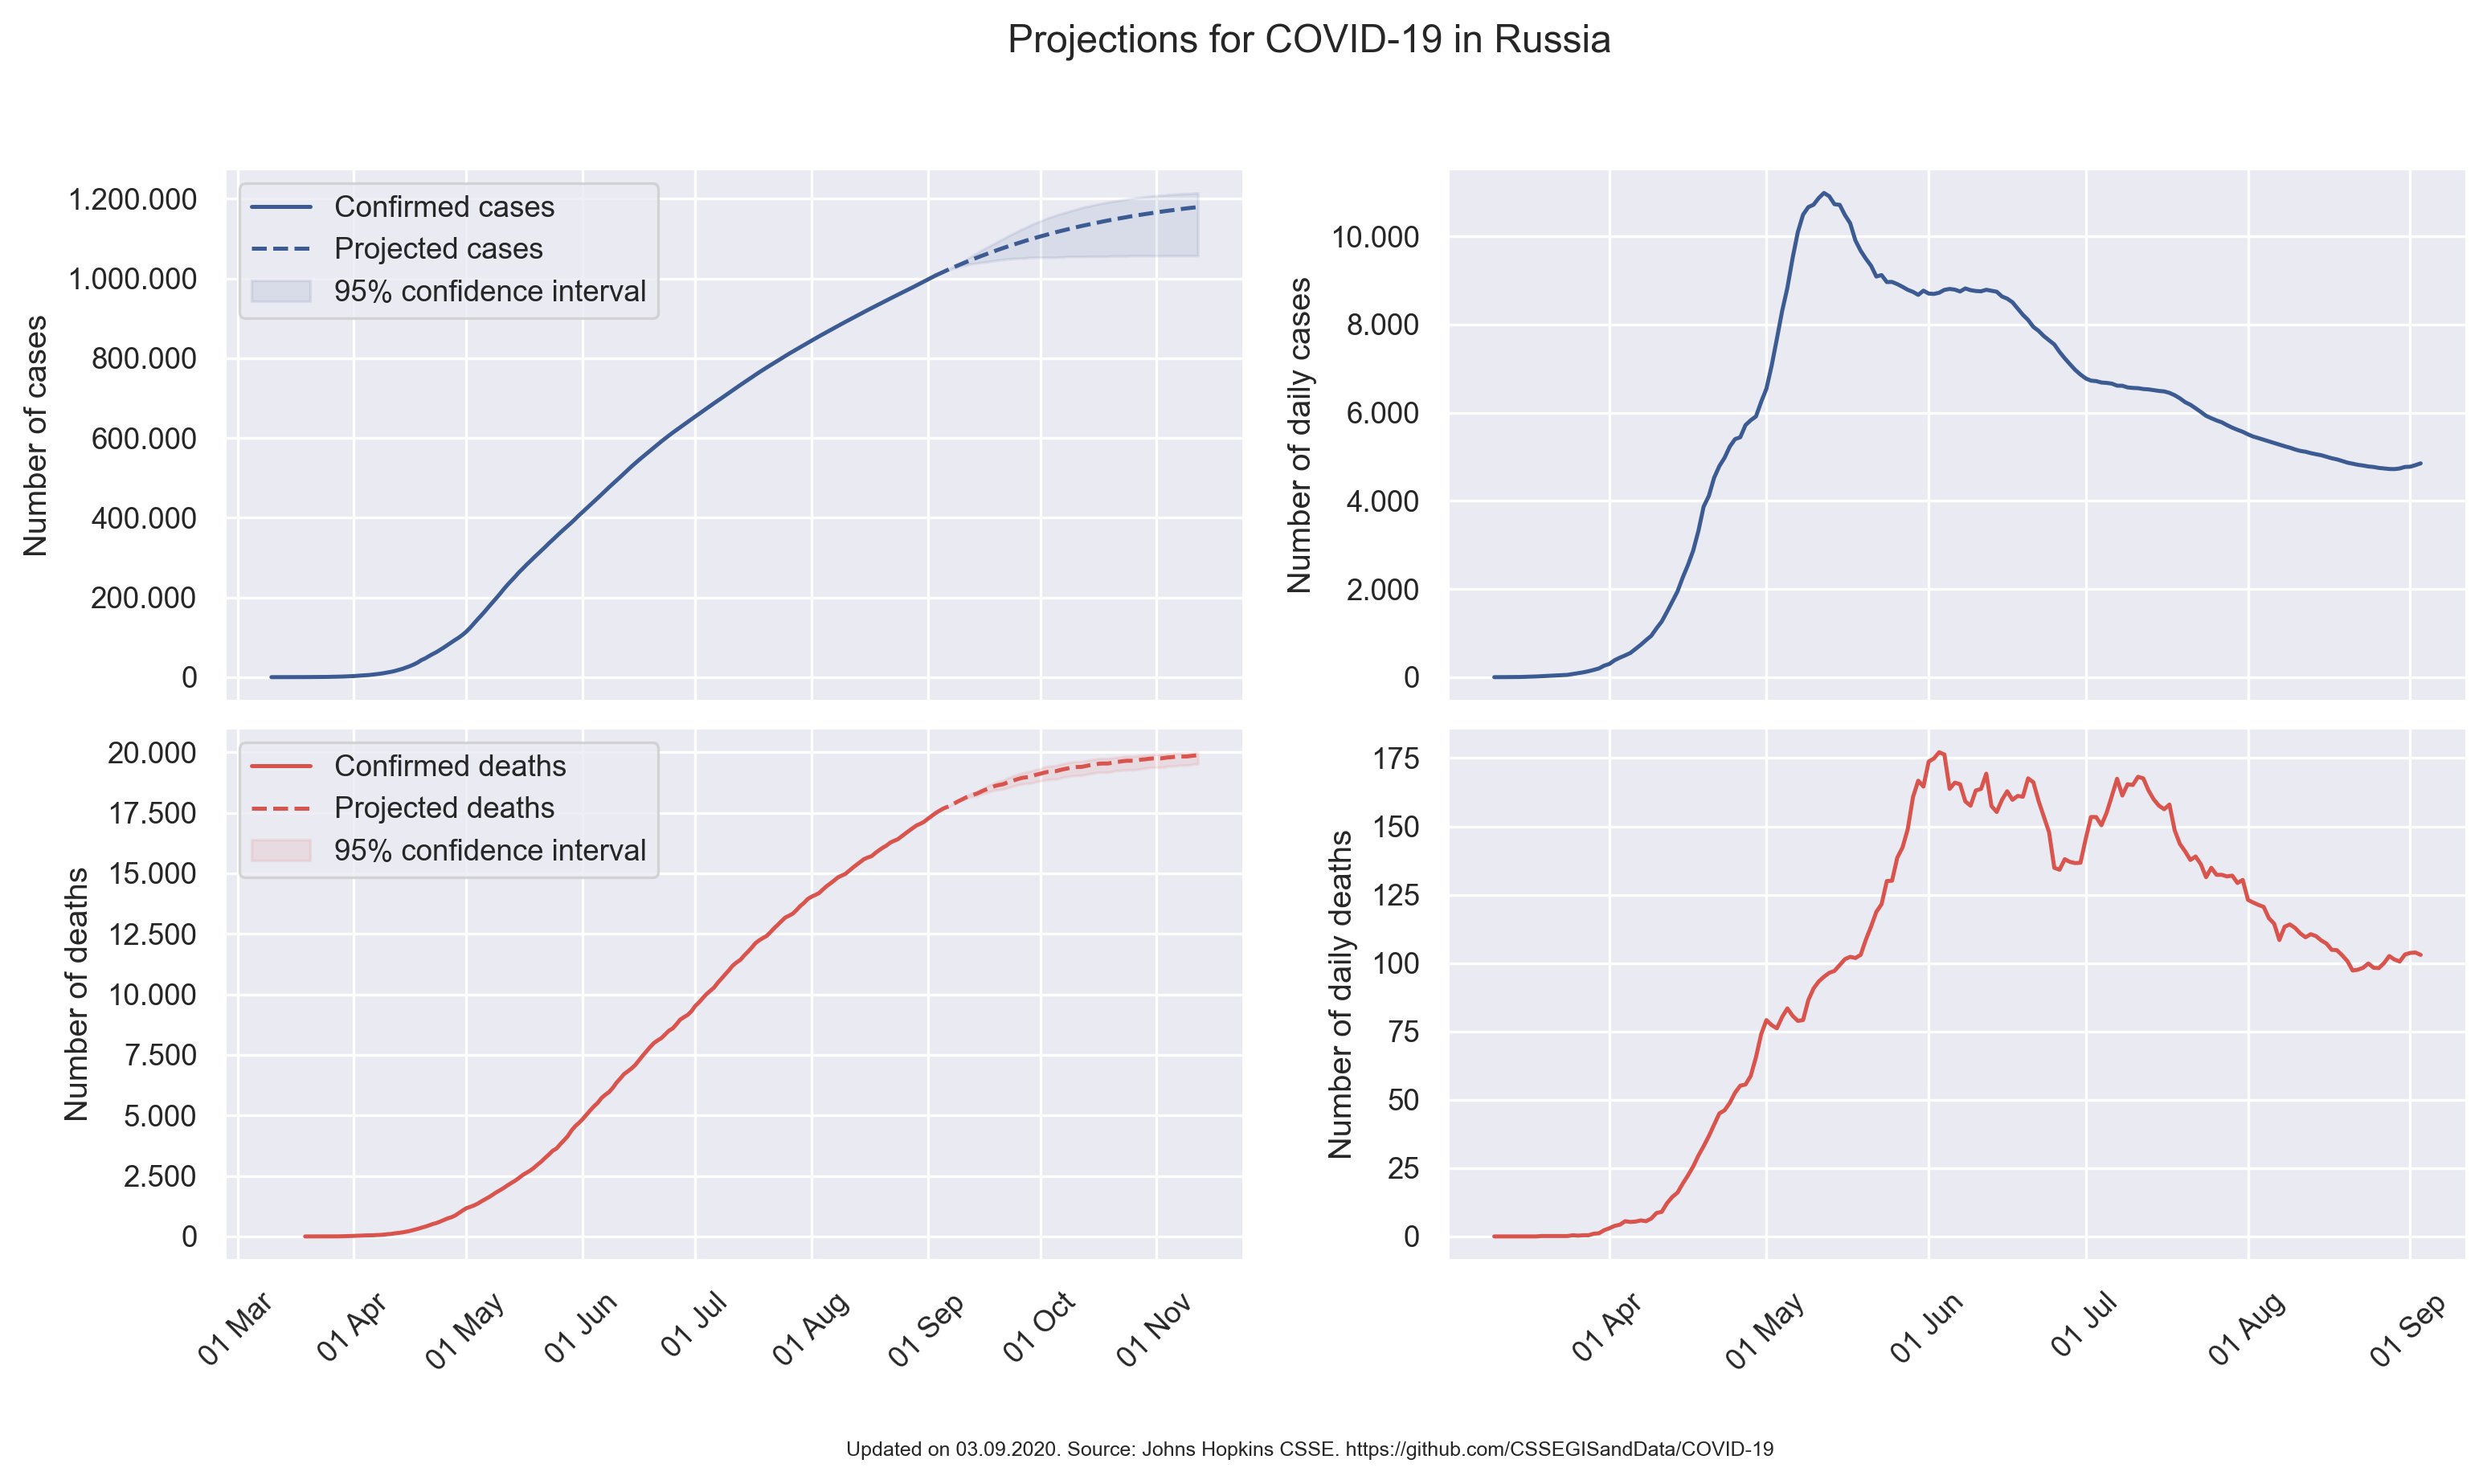 Projections for COVID-19 in Russia
Number of cases
1.200.000
1.000.000
800.000
600.000
400.000
200.000
0
Confirmed cases
Projected cases
95% confidence interval
Number of daily cases
10.000
8.000
6.000
4.000
2.000
0
Number of deaths
20.000
17.500
15.000
12.500
10.000
7.500
5.000
2.500
0
Confirmed deaths
Projected deaths
95% confidence interval
01 Mar
01 Apr
01 May
01 Jun
01 Jul
01 Aug
01 Sep
01 Oct
01 Nov
Number of daily deaths
175
150
125
100
75
50
25
0
01 Apr
01 May
01 Jun
01 Jul
01 Aug
01 Sep
Updated on 03.09.2020. Source: Johns Hopkins CSSE. https://github.com/CSSEGISandData/COVID-19